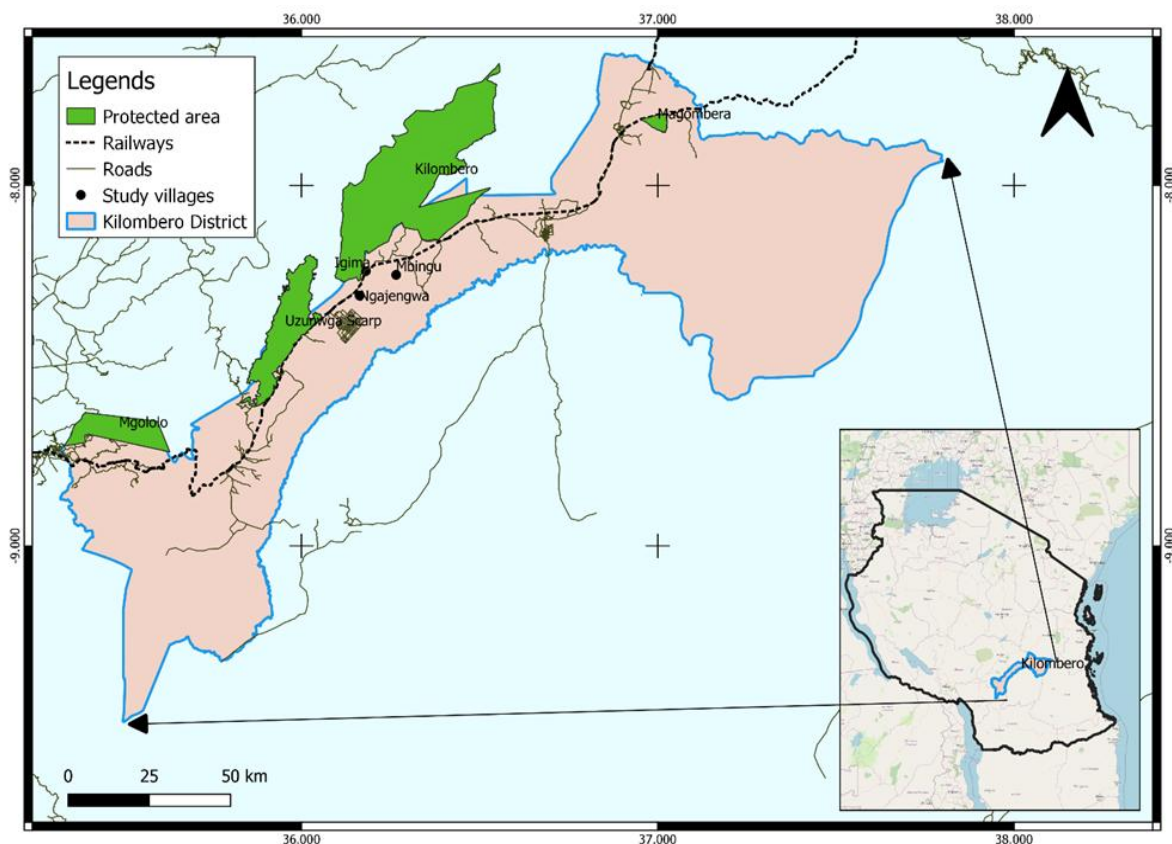 36.000
37.000
38.000
Legends
Protected area
Railways
Roads
Study villages
Kilombero District
Magombera
Kilombero
-8.000
-8.000
Igima
Mbingu
Ngajengwa
Uzunwga Scarp
Mgololo
-9.000
-9.000
Kilombero
0 25 50 km
36.000
37.000
38.000